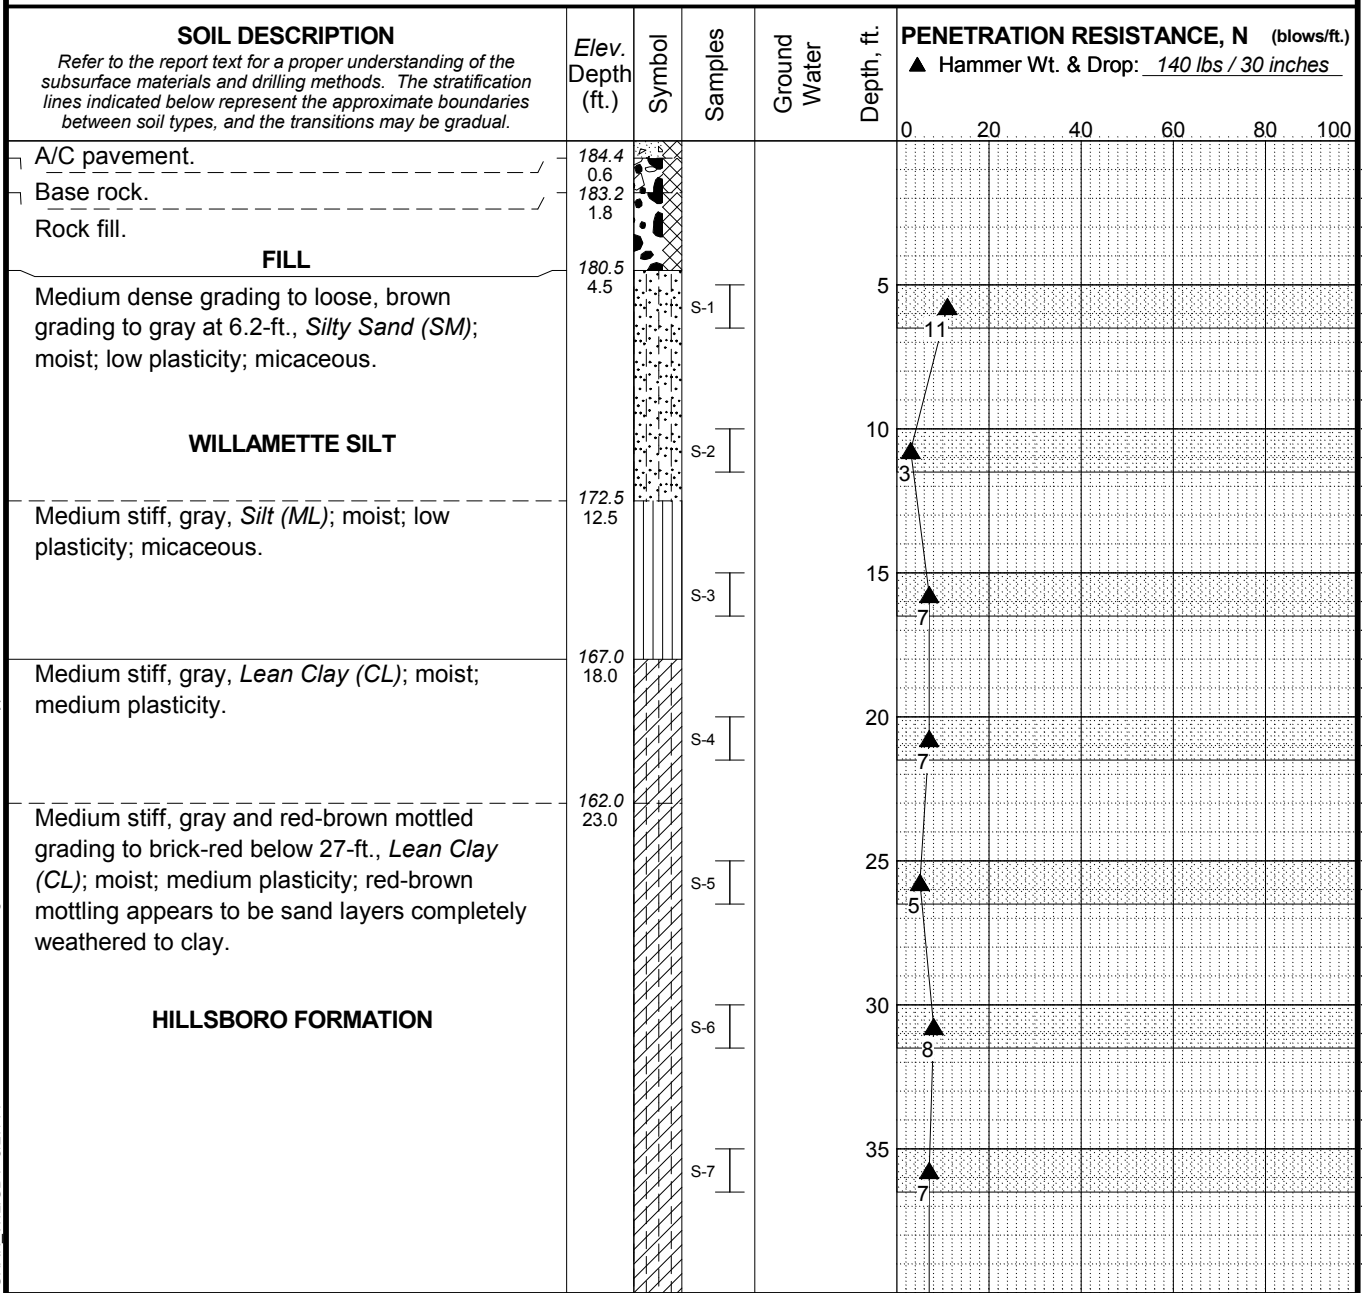 SOIL DESCRIPTION
Refer to the report text for a proper understanding of the
subsurface materials and drilling methods. The stratification
lines indicated below represent the approximate boundaries
between soil types, and the transitions may be gradual.
Elev.
Depth
(ft.)
Symbol
Samples
Ground
Water
Depth, ft.
PENETRATION RESISTANCE, N (blows/ft.)
▲ Hammer Wt. & Drop: 140 lbs / 30 inches
0 20 40 60 80 100
A/C pavement.
184.4
0.6
Base rock.
183.2
1.8
Rock fill.
FILL
180.5
4.5
Medium dense grading to loose, brown
grading to gray at 6.2-ft., Silty Sand (SM);
moist; low plasticity; micaceous.
S-1
5
11
WILLAMETTE SILT
S-2
10
3
172.5
12.5
Medium stiff, gray, Silt (ML); moist; low
plasticity; micaceous.
S-3
15
7
167.0
18.0
Medium stiff, gray, Lean Clay (CL); moist;
medium plasticity.
S-4
20
7
162.0
23.0
Medium stiff, gray and red-brown mottled
grading to brick-red below 27-ft., Lean Clay
(CL); moist; medium plasticity; red-brown
mottling appears to be sand layers completely
weathered to clay.
S-5
25
5
HILLSBORO FORMATION
S-6
30
8
S-7
35
7